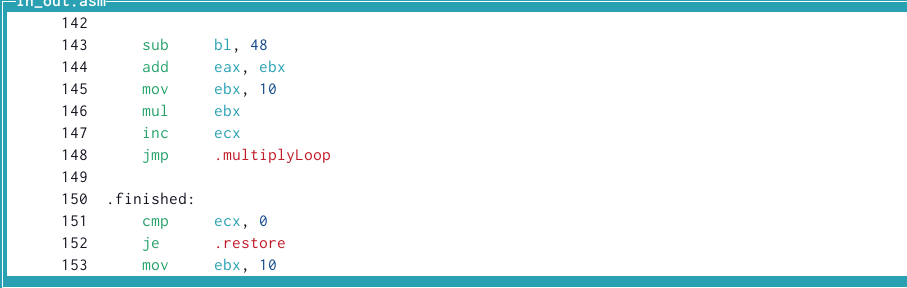 in_out.asm
142
143 sub bl, 48
144 add eax, ebx
145 mov ebx, 10
146 mul ebx
147 inc ecx
148 jmp .multiplyLoop
149
150 .finished:
151 cmp ecx, 0
152 je .restore
153 mov ebx, 10